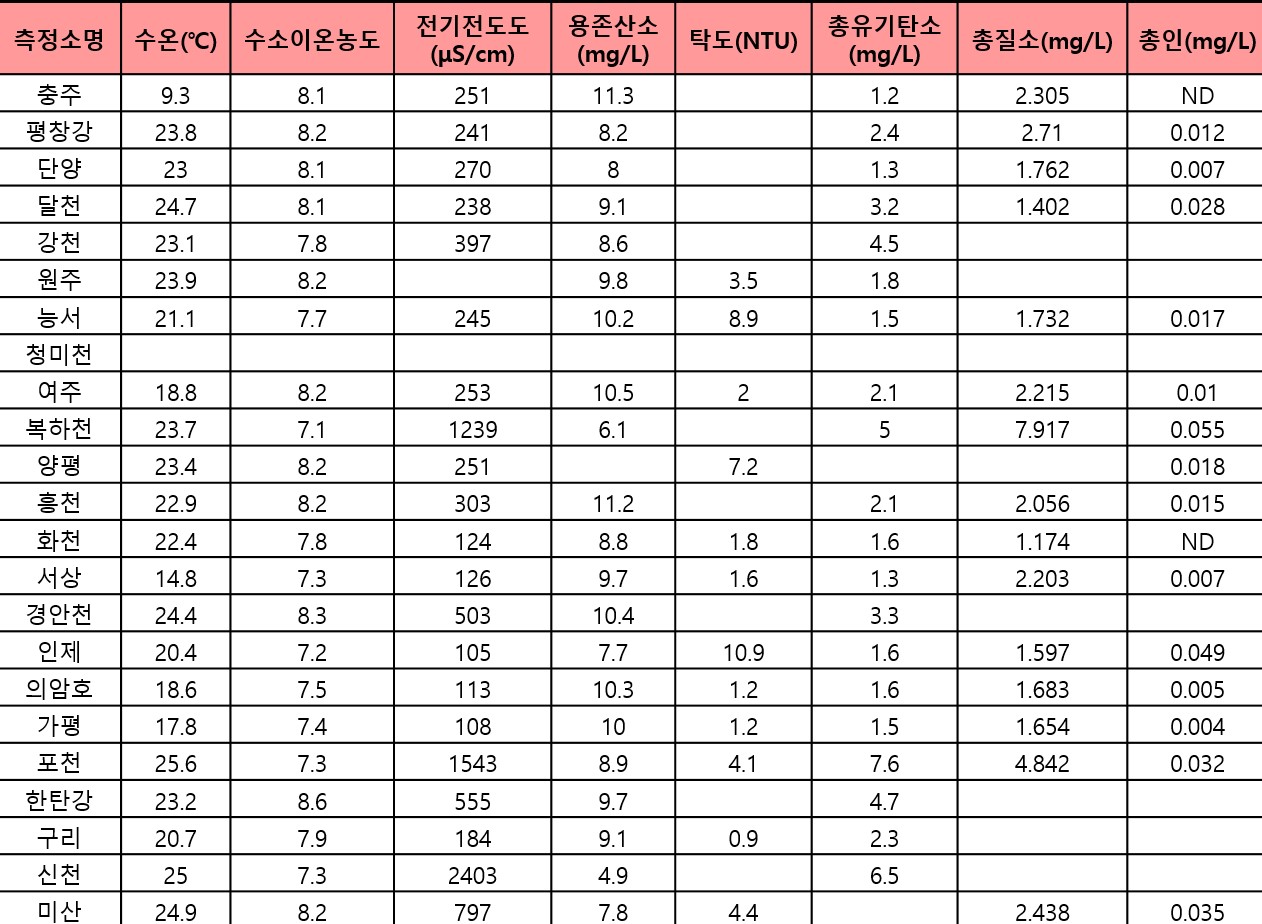 측정소명 수온(℃) 수소이온농도 전기전도도 (μS/cm) 용존산소 (mg/L) 탁도(NTU) 총유기탄소 (mg/L) 총질소(mg/L) 총인(mg/L)
충주 9.3 8.1 251 11.3 1.2 2.305 ND
평창강 23.8 8.2 241 8.2 2.4 2.71 0.012
단양 23 8.1 270 8 1.3 1.762 0.007
달천 24.7 8.1 238 9.1 3.2 1.402 0.028
강천 23.1 7.8 397 8.6 4.5
원주 23.9 8.2 9.8 3.5 1.8
능서 21.1 7.7 245 10.2 8.9 1.5 1.732 0.017
청미천
여주 18.8 8.2 253 10.5 2 2.1 2.215 0.01
복하천 23.7 7.1 1239 6.1 5 7.917 0.055
양평 23.4 8.2 251 7.2 0.018
흥천 22.9 8.2 303 11.2 2.1 2.056 0.015
화천 22.4 7.8 124 8.8 1.8 1.6 1.174 ND
서상 14.8 7.3 126 9.7 1.6 1.3 2.203 0.007
경안천 24.4 8.3 503 10.4 3.3
인제 20.4 7.2 105 7.7 10.9 1.6 1.597 0.049
의암호 18.6 7.5 113 10.3 1.2 1.6 1.683 0.005
가평 17.8 7.4 108 10 1.2 1.5 1.654 0.004
포천 25.6 7.3 1543 8.9 4.1 7.6 4.842 0.032
한탄강 23.2 8.6 555 9.7 4.7
구리 20.7 7.9 184 9.1 0.9 2.3
신천 25 7.3 2403 4.9 6.5
미산 24.9 8.2 797 7.8 4.4 2.438 0.035